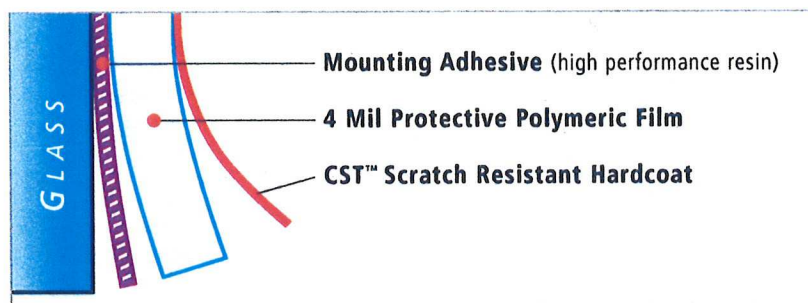 GLASS
Mounting Adhesive (high performance resin)
4 Mil Protective Polymeric Film
CST™ Scratch Resistant Hardcoat